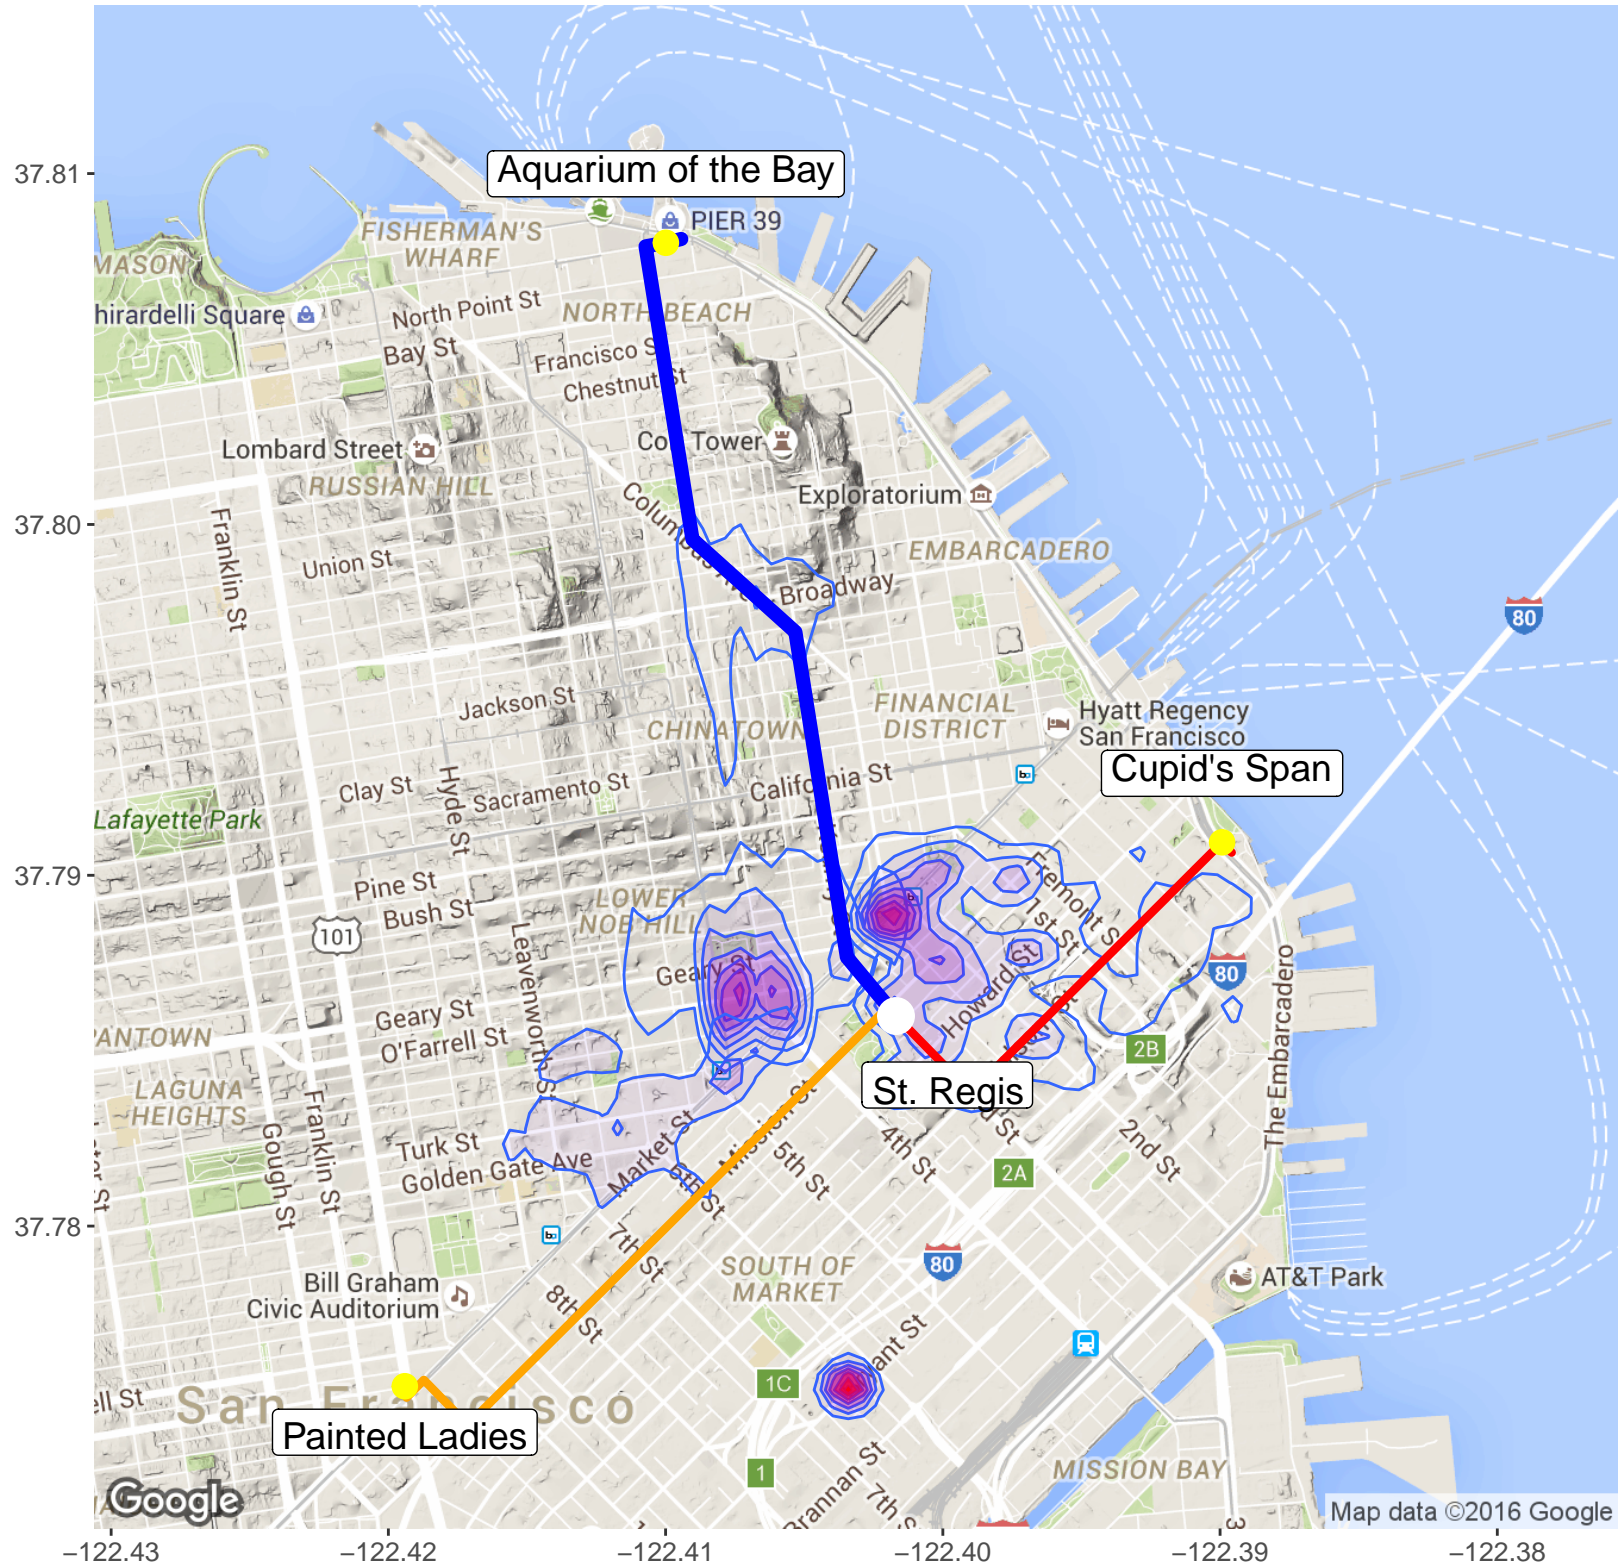 37.81
37.80
37.79
37.78
−122.43
−122.42
−122.41
−122.40
−122.39
−122.38
Aquarium of the Bay
PIER 39
FISHERMAN'S
WHARF
MASON
hirardelli Square
North Point St
NORTH BEACH
Bay St
Francisco S
Chestnut St
Lombard Street
Co Tower
RUSSIAN HILL
Exploratorium
Franklin St
Union St
EMBARCADERO
Broadway
80
Jackson St
CHINATOWN
FINANCIAL
DISTRICT
Hyatt Regency
San Francisco
Cupid's Span
Clay St
Hyde St
Sacramento St
California St
Lafayette Park
Pine St
Bush St
LOWER
NOB HILL
Fremont S
1st St
101
Leavenworth St
Geary St
Howard St
80
The Embarcadero
Geary St
O'Farrell St
PANTOWN
2B
LAGUNA
HEIGHTS
St. Regis
Franklin St
Gough St
Turk St
Golden Gate Ave
Market St
Mission St
5th St
4th St
2nd St
2A
6th St
7th St
8th St
Bill Graham
Civic Auditorium
SOUTH OF
MARKET
80
AT&T Park
ant St
1C
ell St
San Francisco
Painted Ladies
1
Brannan St
7th S
MISSION BAY
Google
Map data ©2016 Google